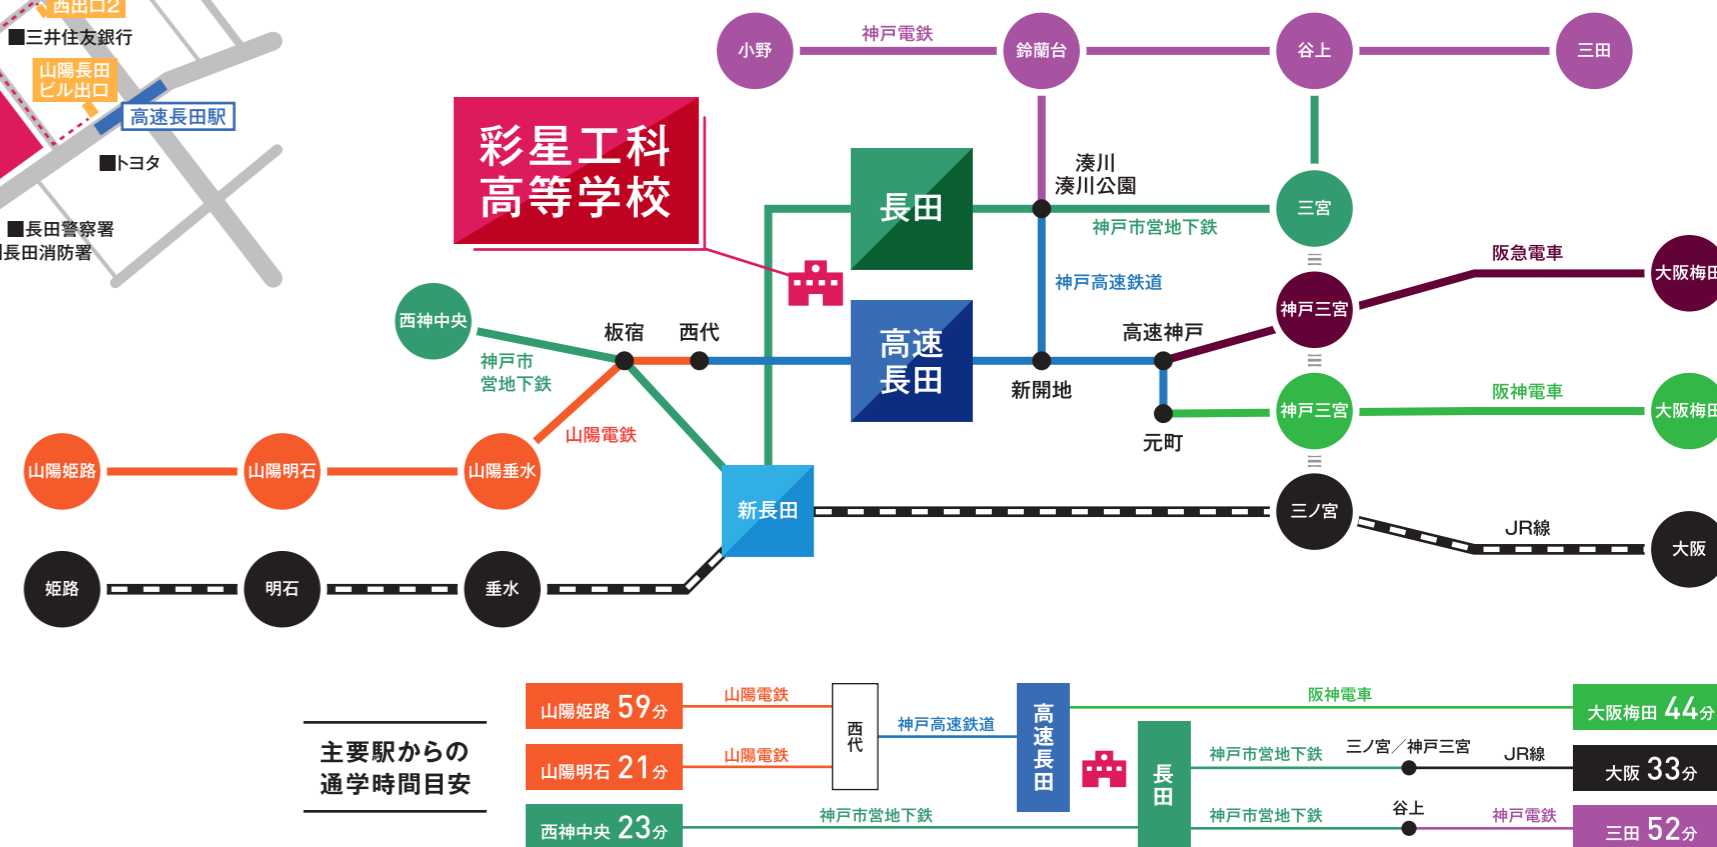 西出口2
■三井住友銀行
山陽長田
ビル出口
高速長田駅
■トヨタ
■長田警察署
長田消防署
小野
神戸電鉄
鈴蘭台
谷上
三田
彩星工科
高等学校
長田
湊川
湊川公園
三宮
神戸市営地下鉄
神戸高速鉄道
阪急電車
大阪梅田
神戸三宮
西神中央
神戸市
営地下鉄
板宿
西代
高速
長田
高速神戸
新開地
元町
神戸三宮
阪神電車
大阪梅田
山陽電鉄
山陽姫路
山陽明石
山陽垂水
新長田
三ノ宮
JR線
大阪
姫路
明石
垂水
主要駅からの
通学時間目安
山陽姫路 59分
山陽電鉄
山陽明石 21分
山陽電鉄
西神中央 23分
神戸市営地下鉄
西代
神戸高速鉄道
高速長田
長田
阪神電車
大阪梅田 44分
神戸市営地下鉄
三ノ宮/神戸三宮
JR線
大阪 33分
神戸市営地下鉄
谷上
神戸電鉄
三田 52分